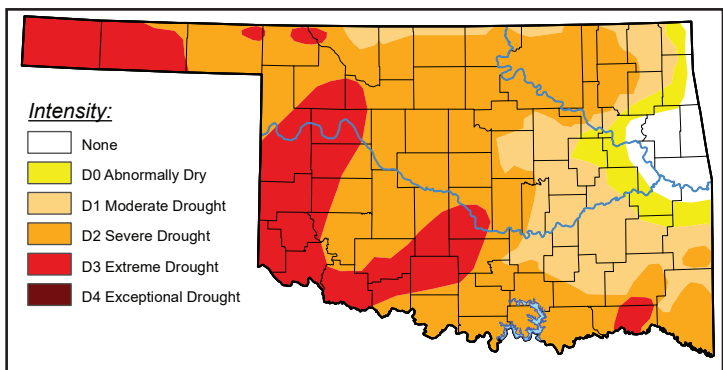 Intensity:
None
D0 Abnormally Dry
D1 Moderate Drought
D2 Severe Drought
D3 Extreme Drought
D4 Exceptional Drought